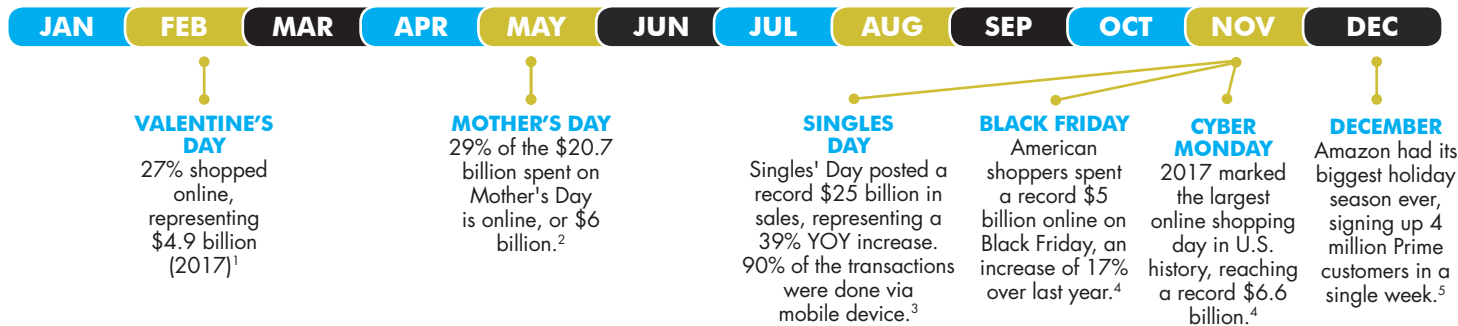 JAN FEB MAR APR MAY JUN JUL AUG SEP OCT NOV DEC
VALENTINE'S
DAY
27% shopped
online,
representing
$4.9 billion
(2017)¹
MOTHER'S DAY
29% of the $20.7
billion spent on
Mother's Day
is online, or $6
billion.²
SINGLES
DAY
Singles' Day posted a
record $25 billion in
sales, representing a
39% YOY increase.
90% of the transactions
were done via
mobile device.³
BLACK FRIDAY
American
shoppers spent
a record $5
billion online on
Black Friday, an
increase of 17%
over last year.⁴
CYBER
MONDAY
2017 marked
the largest
online shopping
day in U.S.
history, reaching
a record $6.6
billion.⁴
DECEMBER
Amazon had its
biggest holiday
season ever,
signing up 4
million Prime
customers in a
single week.⁵